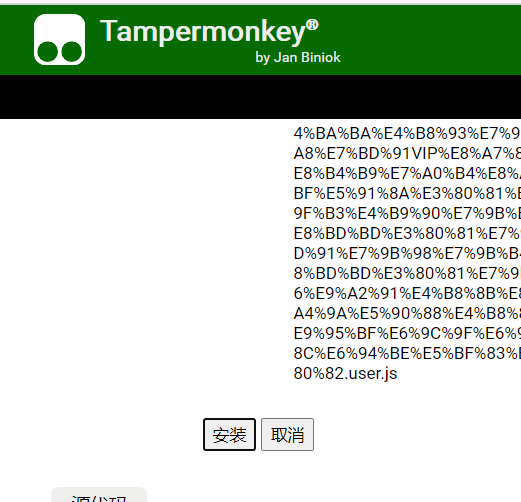 Tampermonkey®
by Jan Biniok
4%BA%BA%E4%B8%93%E7%9
A8%E7%BD%91VIP%E8%A7%8
E8%B4%B9%E7%A0%B4%E8%A
BF%E5%91%8A%E3%80%81%E
9F%B3%E4%B9%90%E7%9B%B
E8%BD%BD%E3%80%81%E7%9
D%91%E7%9B%98%E7%9B%B4
8%BD%BD%E3%80%81%E7%9B
6%E9%A2%91%E4%B8%8B%E8
A4%9A%E5%90%88%E4%B8%8
E9%95%BF%E6%9C%9F%E6%9
8C%E6%94%BE%E5%BF%83%E
80%82.user.js
安装 取消
源代码